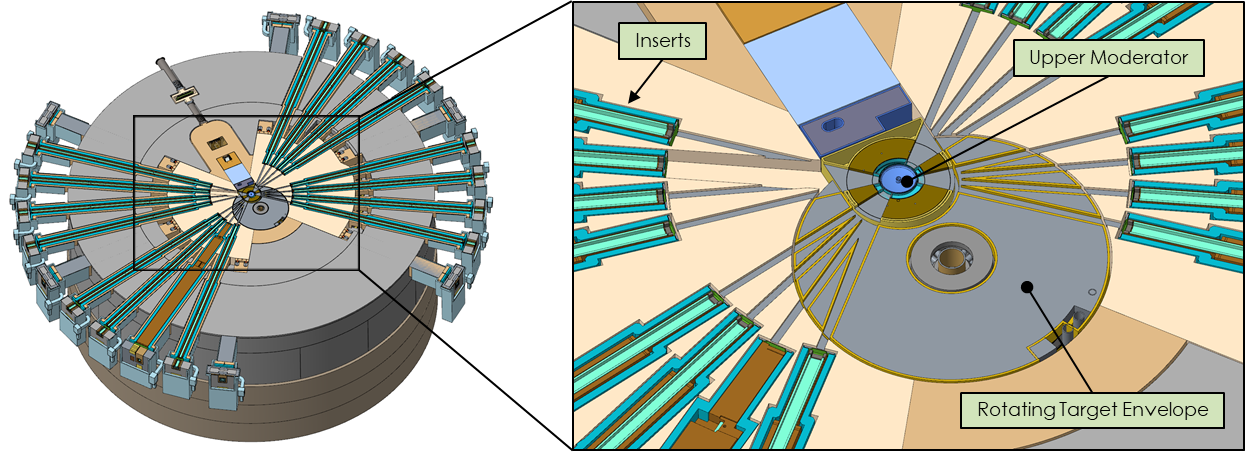 Inserts
Upper Moderator
Rotating Target Envelope